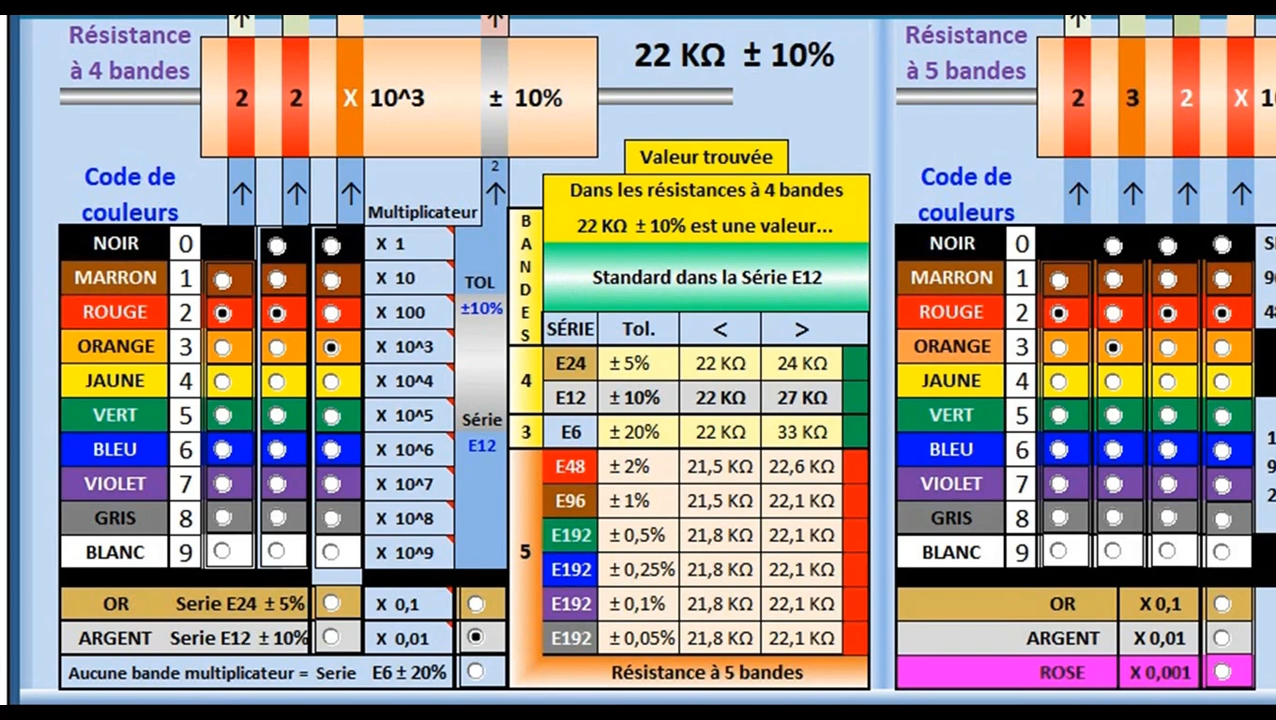 Résistance
à 4 bandes
2 2 X 10^3 ± 10%
22 KΩ ± 10%
2
Code de
couleurs
Multiplicateur
NOIR 0 X 1
MARRON 1 X 10
ROUGE 2 X 100
ORANGE 3 X 10^3
JAUNE 4 X 10^4
VERT 5 X 10^5
BLEU 6 X 10^6
VIOLET 7 X 10^7
GRIS 8 X 10^8
BLANC 9 X 10^9
TOL
±10%
Série
E12
OR Serie E24 ± 5% X 0,1
ARGENT Serie E12 ± 10% X 0,01
Aucune bande multiplicateur = Serie E6 ± 20%
Valeur trouvée
Dans les résistances à 4 bandes
22 KΩ ± 10% est une valeur...
Standard dans la Série E12
BANDES
SÉRIE Tol. < >
4
E24 ± 5% 22 KΩ 24 KΩ
E12 ± 10% 22 KΩ 27 KΩ
3 E6 ± 20% 22 KΩ 33 KΩ
5
E48 ± 2% 21,5 KΩ 22,6 KΩ
E96 ± 1% 21,5 KΩ 22,1 KΩ
E192 ± 0,5% 21,8 KΩ 22,1 KΩ
E192 ± 0,25% 21,8 KΩ 22,1 KΩ
E192 ± 0,1% 21,8 KΩ 22,1 KΩ
E192 ± 0,05% 21,8 KΩ 22,1 KΩ
Résistance à 5 bandes
Résistance
à 5 bandes
2 3 2 X
Code de
couleurs
NOIR 0
MARRON 1
ROUGE 2
ORANGE 3
JAUNE 4
VERT 5
BLEU 6
VIOLET 7
GRIS 8
BLANC 9
OR X 0,1
ARGENT X 0,01
ROSE X 0,001